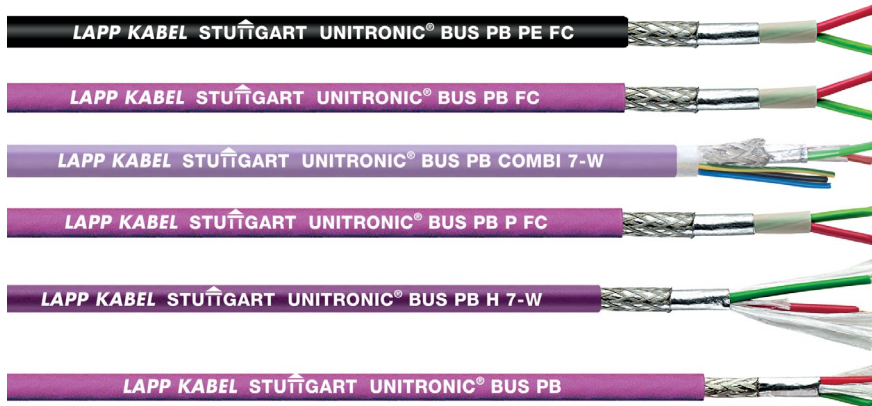 LAPP KABEL STUTTGART UNITRONIC® BUS PB PE FC
LAPP KABEL STUTTGART UNITRONIC® BUS PB FC
LAPP KABEL STUTTGART UNITRONIC® BUS PB COMBI 7-W
LAPP KABEL STUTTGART UNITRONIC® BUS PB P FC
LAPP KABEL STUTTGART UNITRONIC® BUS PB H 7-W
LAPP KABEL STUTTGART UNITRONIC® BUS PB